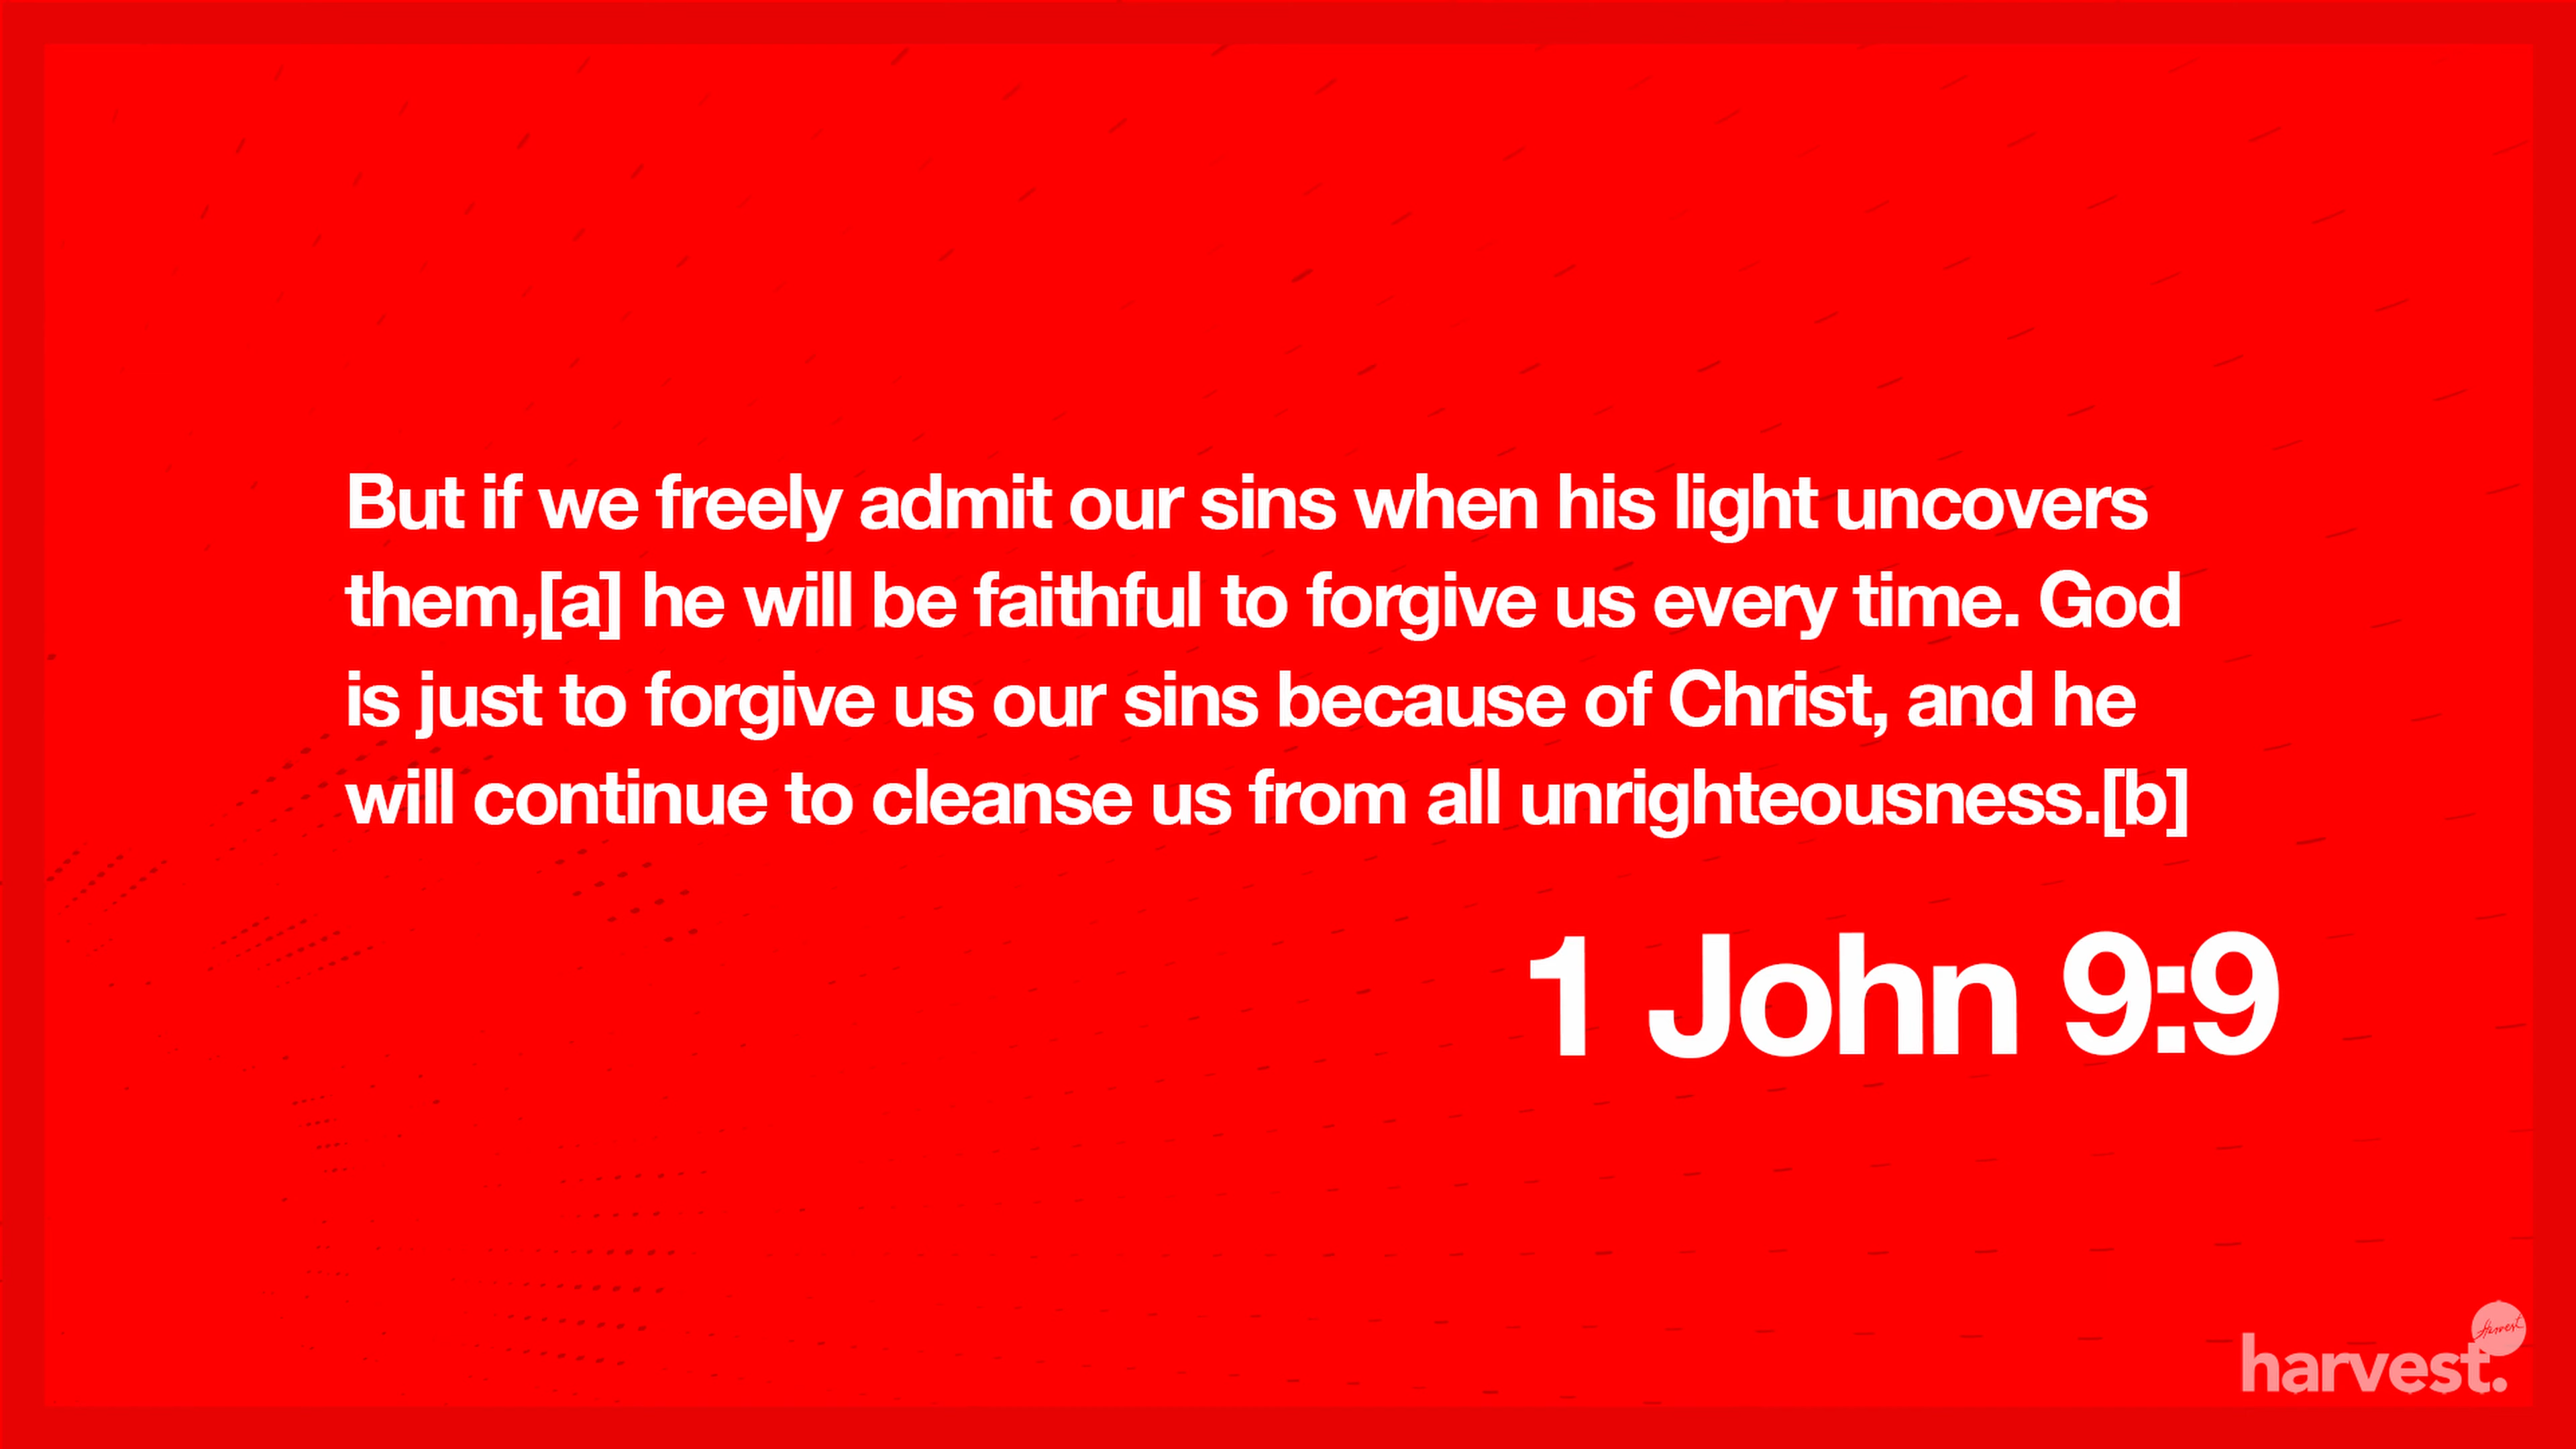 But if we freely admit our sins when his light uncovers
them,[a] he will be faithful to forgive us every time. God
is just to forgive us our sins because of Christ, and he
will continue to cleanse us from all unrighteousness.[b]
1 John 9:9
Harvest
harvest.